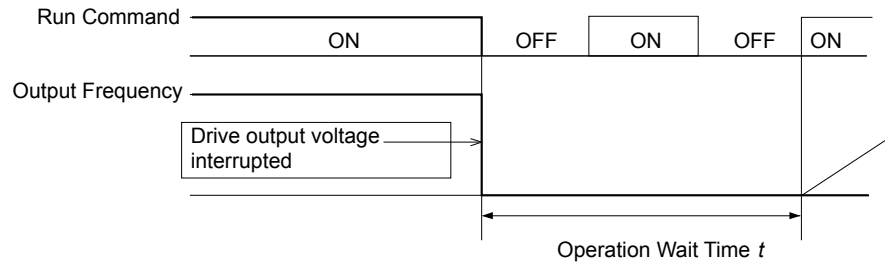 Run Command
ON OFF ON OFF ON
Output Frequency
Drive output voltage
interrupted
Operation Wait Time t